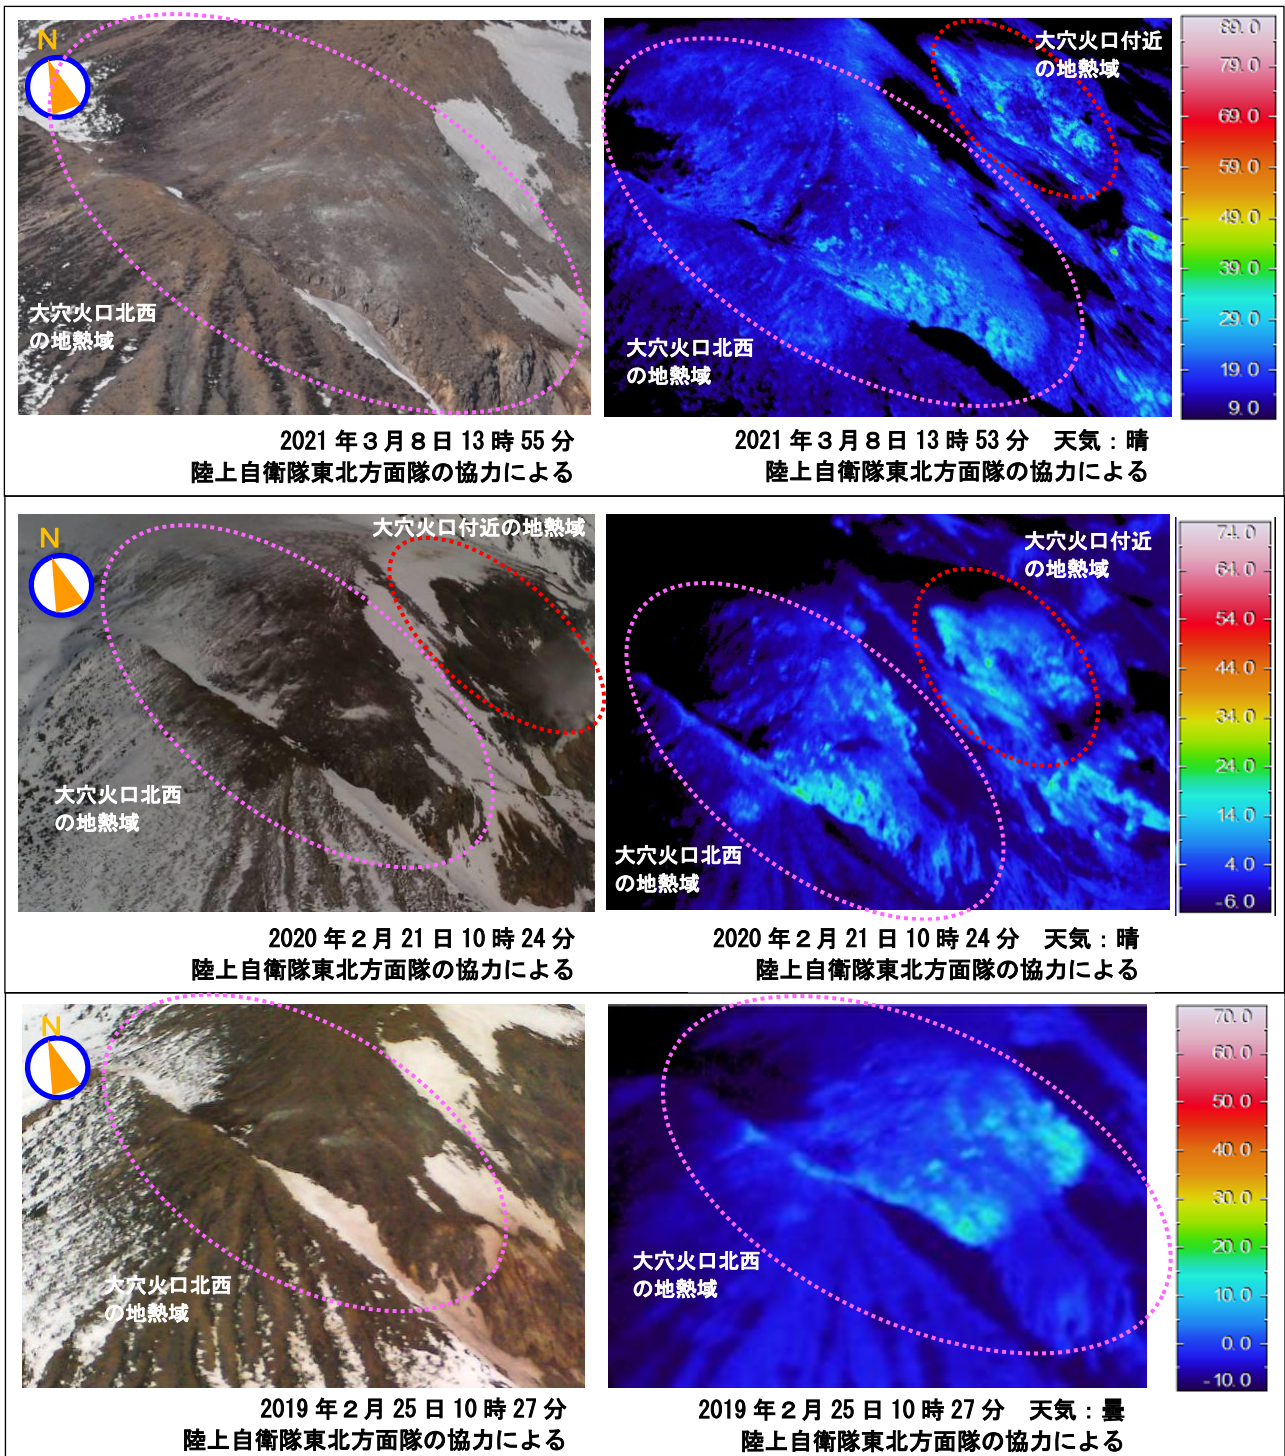 N
大穴火口北西
の地熱域
大穴火口付近
の地熱域
大穴火口北西
の地熱域
89.0
79.0
69.0
59.0
49.0
39.0
29.0
19.0
9.0
2021年3月8日13時55分
陸上自衛隊東北方面隊の協力による
2021年3月8日13時53分　天気：晴
陸上自衛隊東北方面隊の協力による
N
大穴火口付近の地熱域
大穴火口北西
の地熱域
大穴火口付近
の地熱域
大穴火口北西
の地熱域
74.0
64.0
54.0
44.0
34.0
24.0
14.0
4.0
-6.0
2020年2月21日10時24分
陸上自衛隊東北方面隊の協力による
2020年2月21日10時24分　天気：晴
陸上自衛隊東北方面隊の協力による
N
大穴火口北西
の地熱域
大穴火口北西
の地熱域
70.0
60.0
50.0
40.0
30.0
20.0
10.0
0.0
-10.0
2019年2月25日10時27分
陸上自衛隊東北方面隊の協力による
2019年2月25日10時27分　天気：曇
陸上自衛隊東北方面隊の協力による